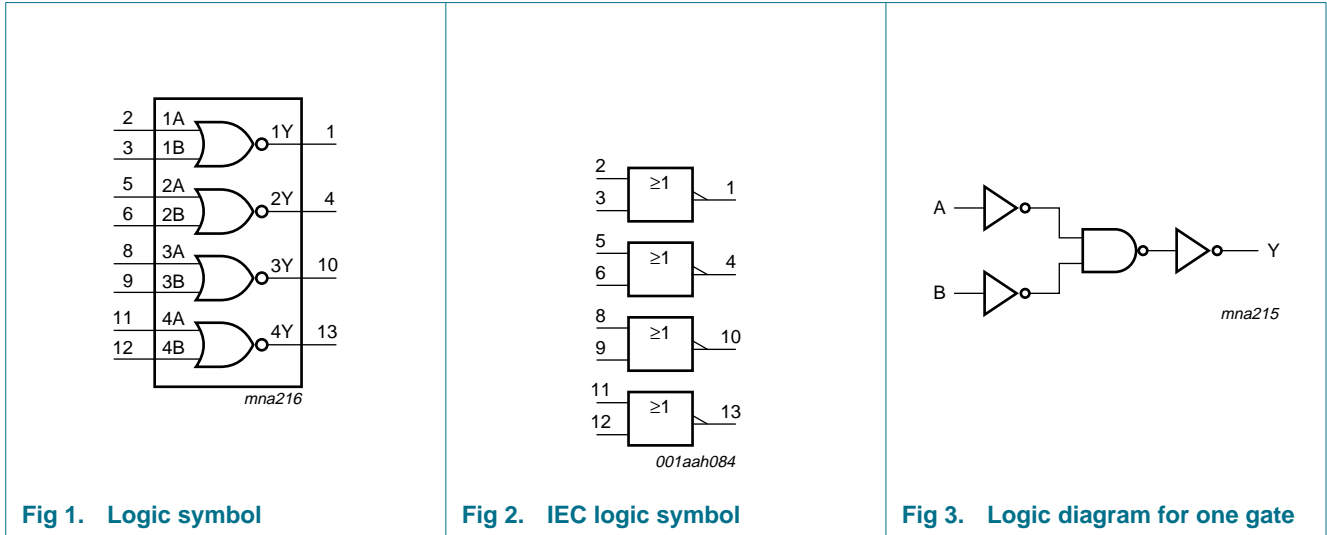 2 1A 1Y 1
3 1B
5 2A 2Y 4
6 2B
8 3A 3Y 10
9 3B
11 4A 4Y 13
12 4B
mna216
Fig 1. Logic symbol
2 ≥1 1
3
5 ≥1 4
6
8 ≥1 10
9
11 ≥1 13
12
001aah084
Fig 2. IEC logic symbol
A
Y
B
mna215
Fig 3. Logic diagram for one gate